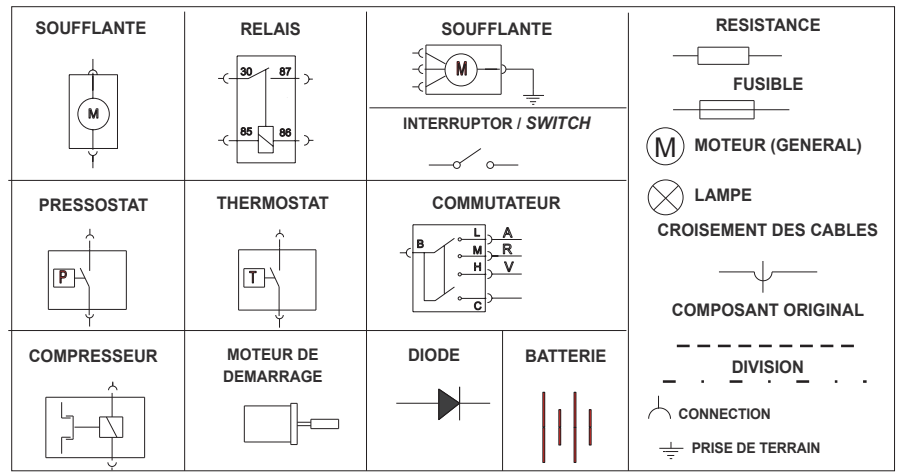 SOUFFLANTE
M
RELAIS
30 87
85 86
SOUFFLANTE
M
INTERRUPTOR / SWITCH
PRESSOSTAT
P
THERMOSTAT
T
COMMUTATEUR
B
L A
M R
H V
C
COMPRESSEUR
MOTEUR DE
DEMARRAGE
DIODE
BATTERIE
RESISTANCE
FUSIBLE
M MOTEUR (GENERAL)
LAMPE
CROISEMENT DES CABLES
COMPOSANT ORIGINAL
DIVISION
CONNECTION
PRISE DE TERRAIN